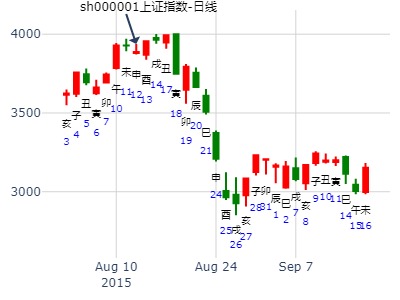 sh000001上证指数-日线
4000
3500
3000
亥
3
子
4
丑
5
寅
6
卯
7
午
10
未
11
申
12
酉
13
戌
14
丑
17
寅
18
卯
19
辰
20
巳
21
申
24
酉
25
戌
26
亥
27
子
28
卯
31
辰
1
巳
2
戌
7
亥
8
子
9
丑
10
寅
11
巳
14
午
15
未
16
Aug 10
2015
Aug 24
Sep 7